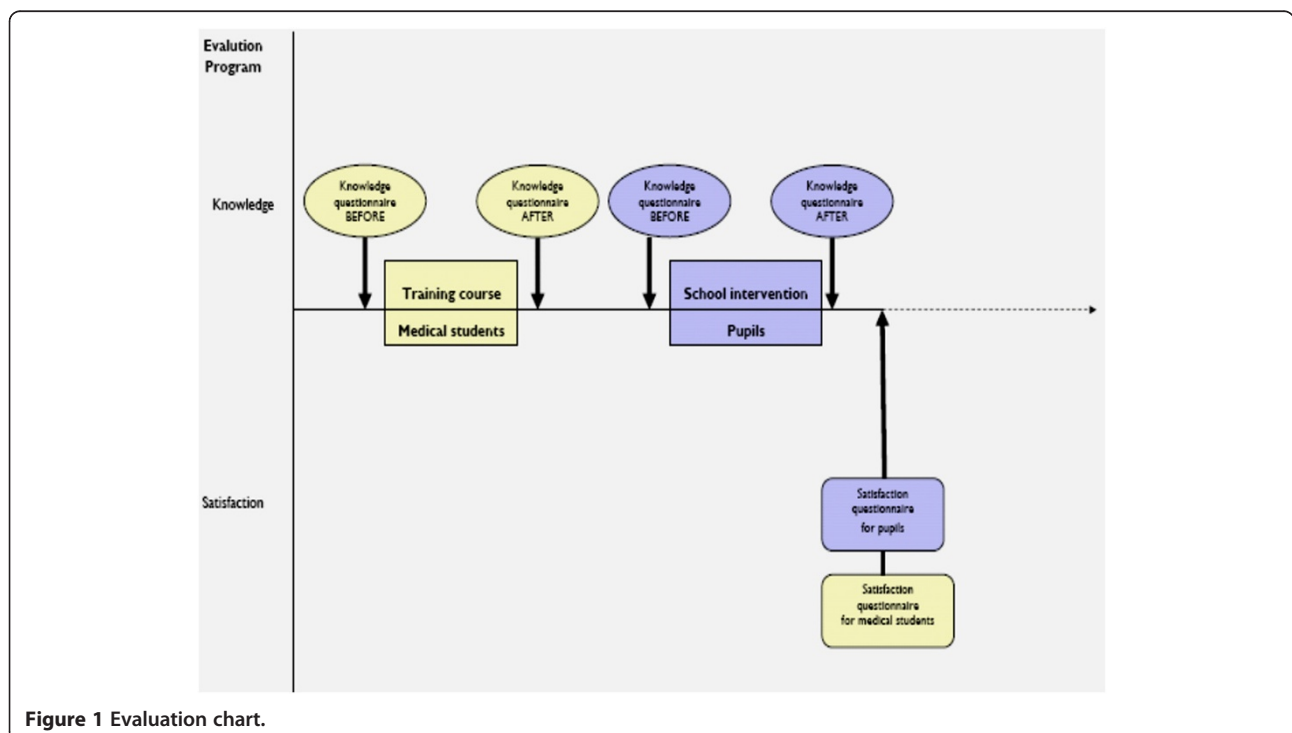 Evalution
Program
Knowledge
Knowledge
questionnaire
BEFORE
Knowledge
questionnaire
AFTER
Knowledge
questionnaire
BEFORE
Knowledge
questionnaire
AFTER
Training course
Medical students
School intervention
Pupils
Satisfaction
Satisfaction
questionnaire
for pupils
Satisfaction
questionnaire
for medical students
Figure 1 Evaluation chart.